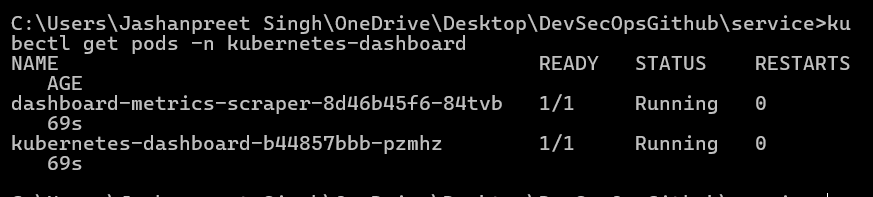 C:\Users\Jashanpreet Singh\OneDrive\Desktop\DevSecOpsGithub\service>ku
bectl get pods -n kubernetes-dashboard
NAME READY STATUS RESTARTS
AGE
dashboard-metrics-scraper-8d46b45f6-84tvb 1/1 Running 0
69s
kubernetes-dashboard-b44857bbb-pzmhz 1/1 Running 0
69s